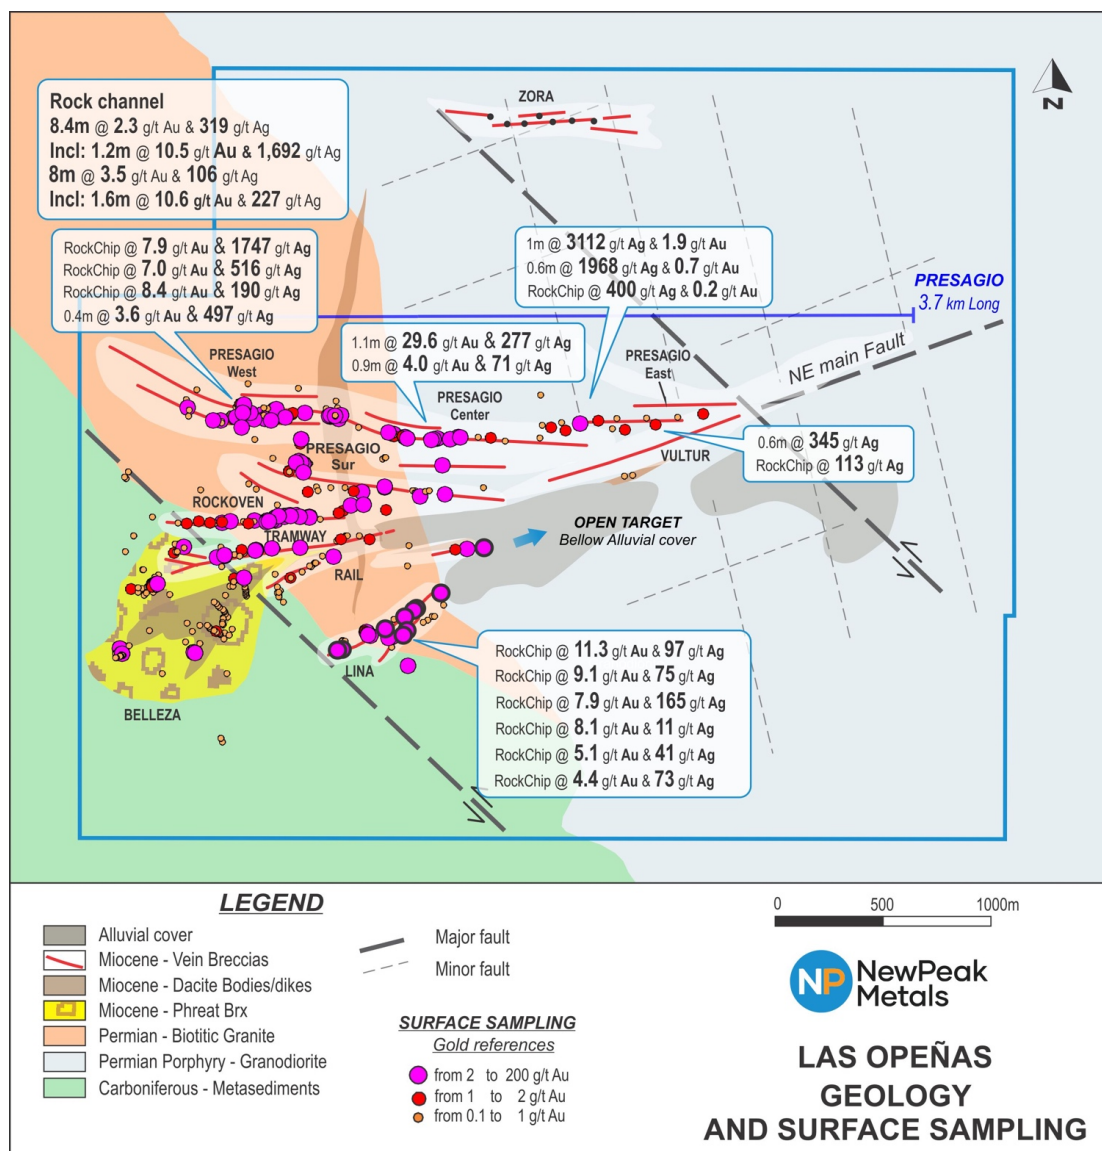 ZORA
N
Rock channel
8.4m @ 2.3 g/t Au & 319 g/t Ag
Incl: 1.2m @ 10.5 g/t Au & 1,692 g/t Ag
8m @ 3.5 g/t Au & 106 g/t Ag
Incl: 1.6m @ 10.6 g/t Au & 227 g/t Ag
RockChip @ 7.9 g/t Au & 1747 g/t Ag
RockChip @ 7.0 g/t Au & 516 g/t Ag
RockChip @ 8.4 g/t Au & 190 g/t Ag
0.4m @ 3.6 g/t Au & 497 g/t Ag
1m @ 3112 g/t Ag & 1.9 g/t Au
0.6m @ 1968 g/t Ag & 0.7 g/t Au
RockChip @ 400 g/t Ag & 0.2 g/t Au
PRESAGIO
3.7 km Long
1.1m @ 29.6 g/t Au & 277 g/t Ag
0.9m @ 4.0 g/t Au & 71 g/t Ag
NE main Fault
PRESAGIO
West
PRESAGIO
Center
PRESAGIO
East
0.6m @ 345 g/t Ag
RockChip @ 113 g/t Ag
PRESAGIO
Sur
VULTUR
ROCKOVEN
TRAMWAY
RAIL
OPEN TARGET
Bellow Alluvial cover
LINA
BELLEZA
RockChip @ 11.3 g/t Au & 97 g/t Ag
RockChip @ 9.1 g/t Au & 75 g/t Ag
RockChip @ 7.9 g/t Au & 165 g/t Ag
RockChip @ 8.1 g/t Au & 11 g/t Ag
RockChip @ 5.1 g/t Au & 41 g/t Ag
RockChip @ 4.4 g/t Au & 73 g/t Ag
LEGEND
Alluvial cover
Miocene - Vein Breccias
Miocene - Dacite Bodies/dikes
Miocene - Phreat Brx
Permian - Biotitic Granite
Permian Porphyry - Granodiorite
Carboniferous - Metasediments
Major fault
Minor fault
SURFACE SAMPLING
Gold references
from 2 to 200 g/t Au
from 1 to 2 g/t Au
from 0.1 to 1 g/t Au
0 500 1000m
NP NewPeak
Metals
LAS OPEÑAS
GEOLOGY
AND SURFACE SAMPLING